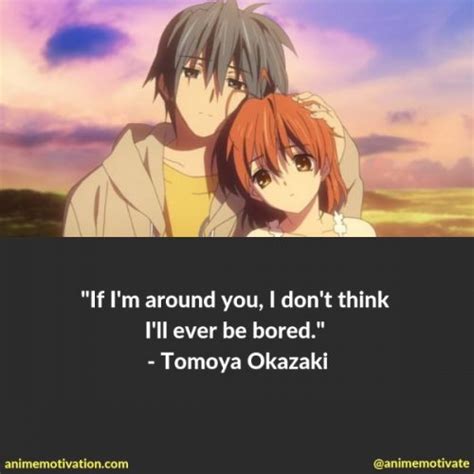 "If I'm around you, I don't think
I'll ever be bored."
- Tomoya Okazaki
animemotivation.com
@animemotivate